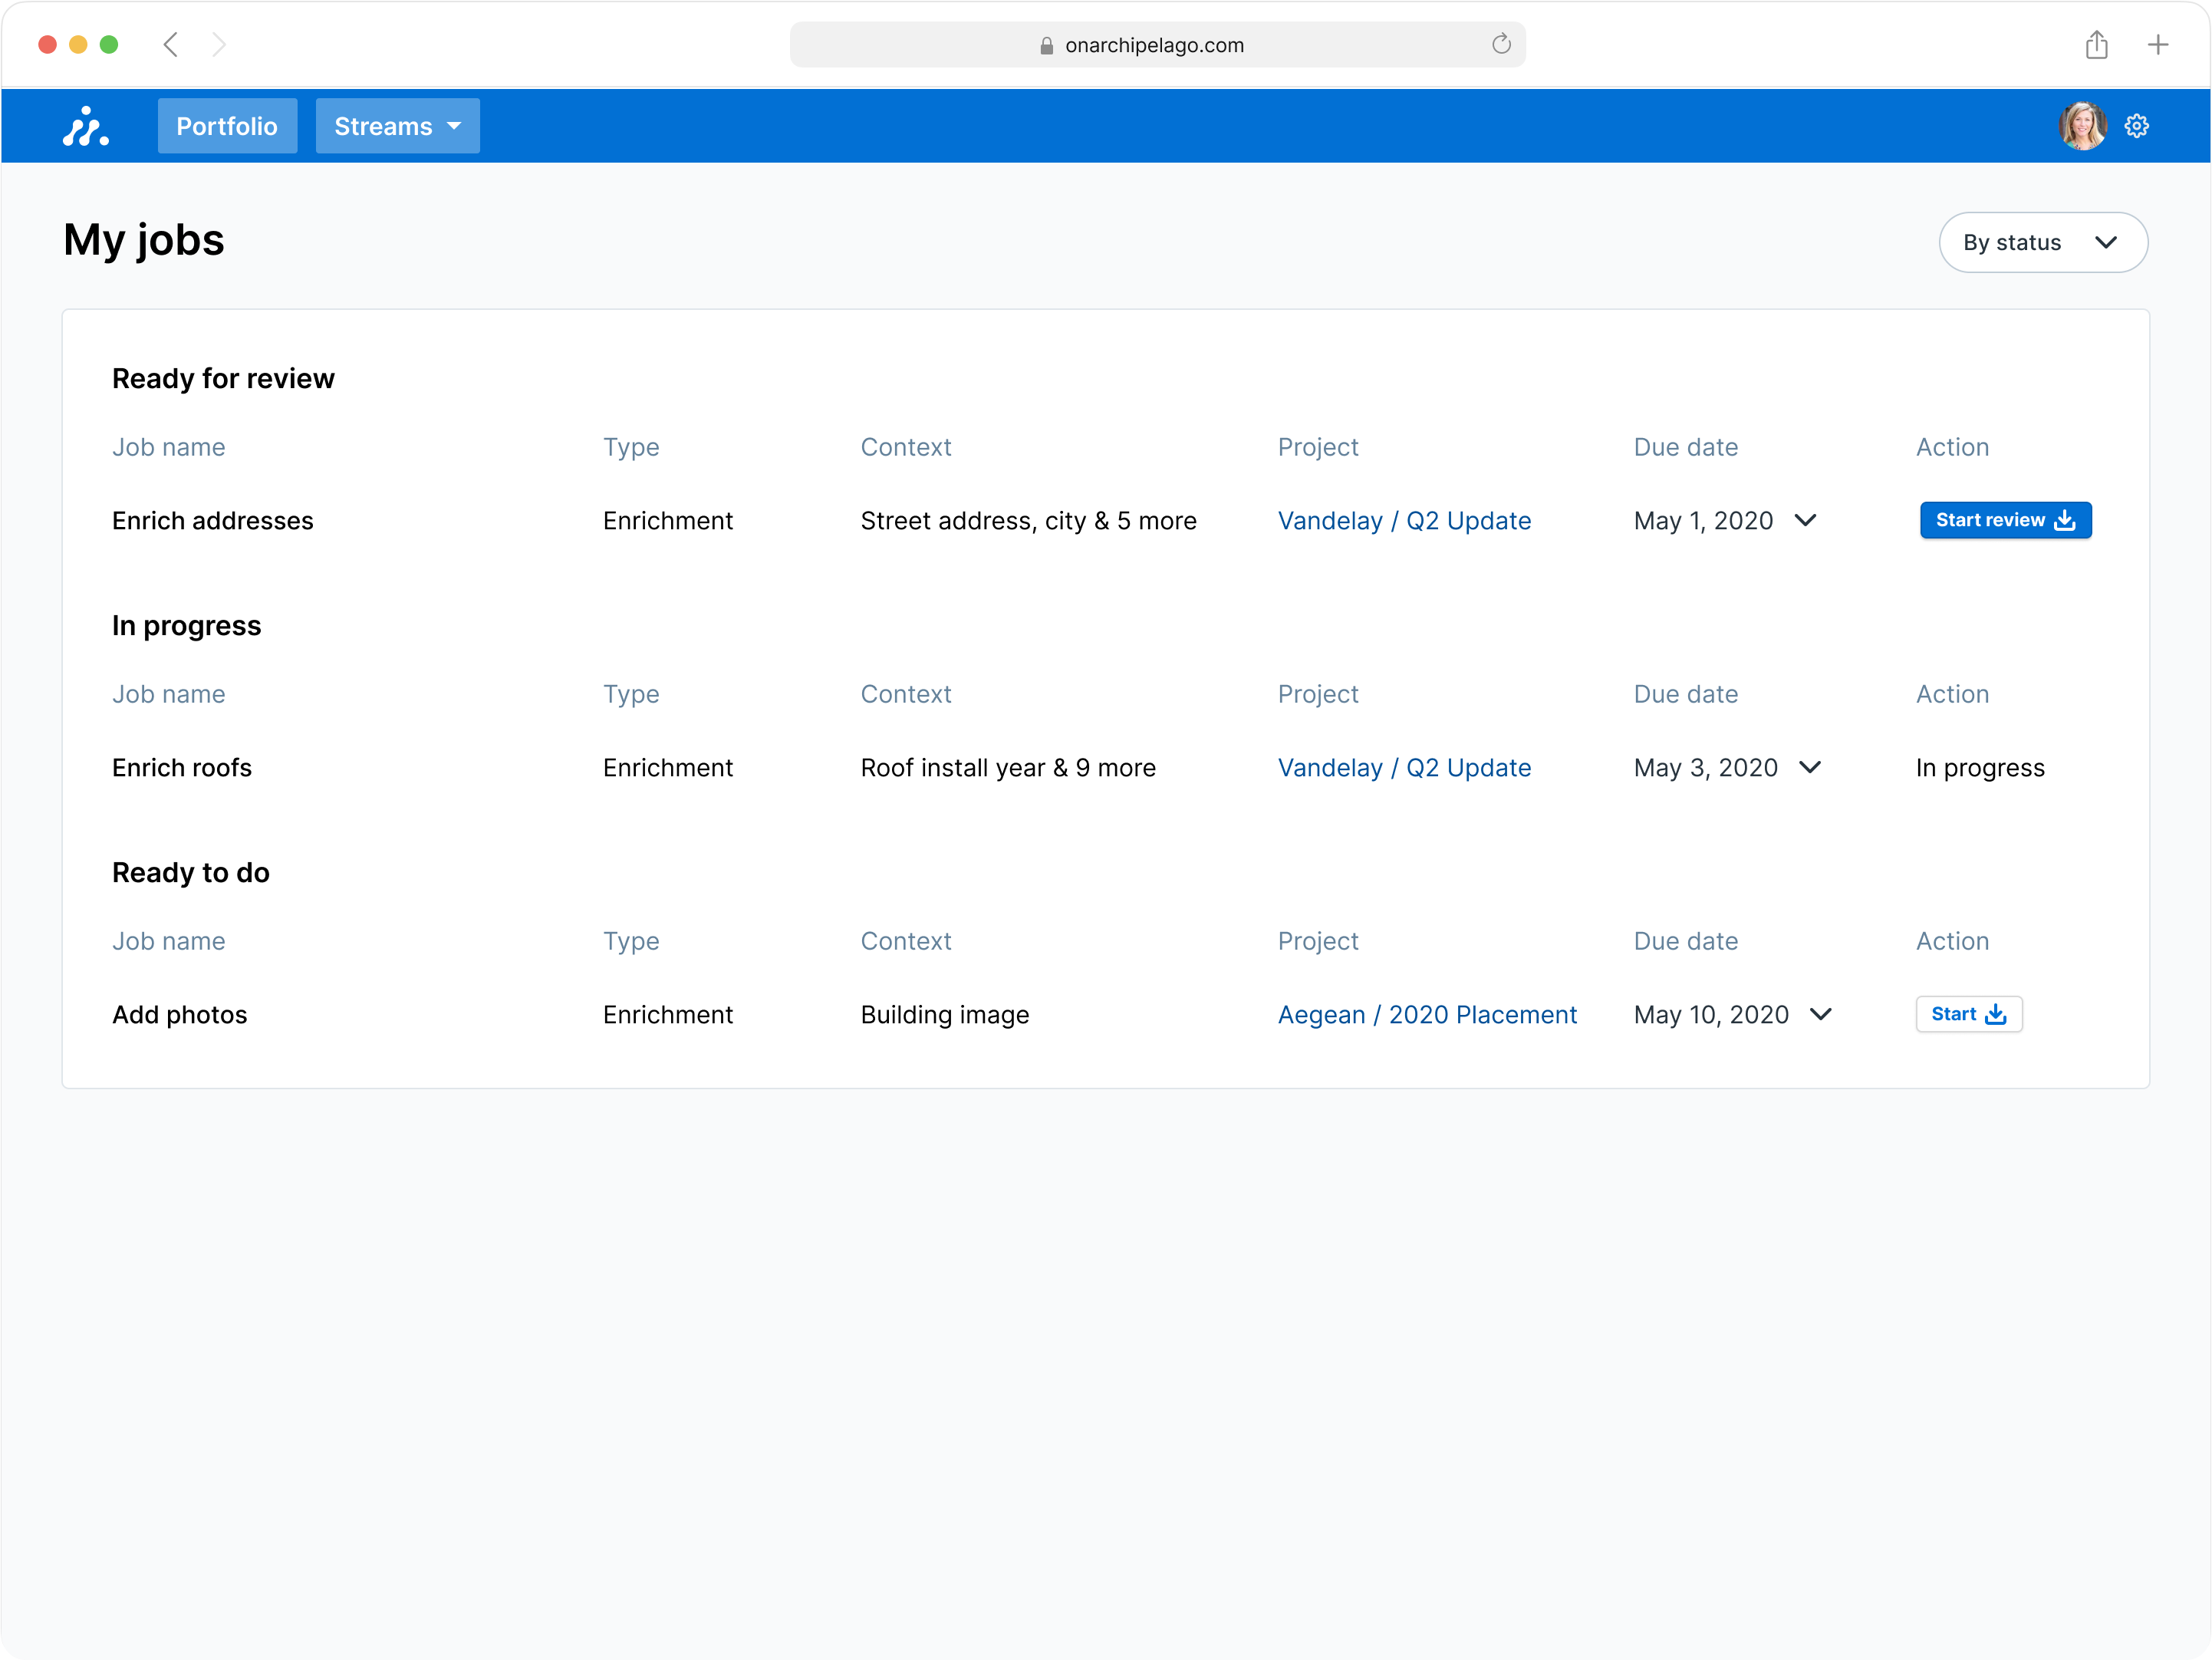 onarchipelago.com
Portfolio Streams
My jobs
By status
Ready for review
Job name Type Context Project Due date Action
Enrich addresses Enrichment Street address, city & 5 more Vandelay / Q2 Update May 1, 2020 Start review
In progress
Job name Type Context Project Due date Action
Enrich roofs Enrichment Roof install year & 9 more Vandelay / Q2 Update May 3, 2020 In progress
Ready to do
Job name Type Context Project Due date Action
Add photos Enrichment Building image Aegean / 2020 Placement May 10, 2020 Start